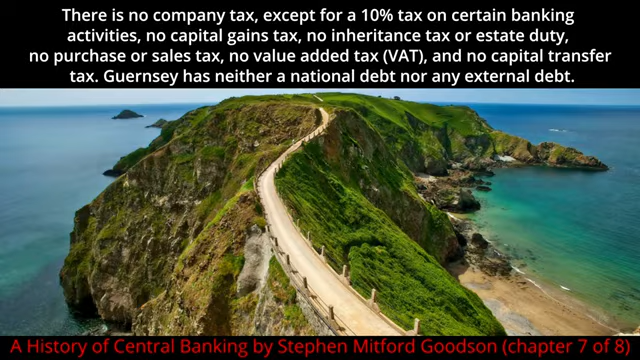 There is no company tax, except for a 10% tax on certain banking
activities, no capital gains tax, no inheritance tax or estate duty,
no purchase or sales tax, no value added tax (VAT), and no capital transfer
tax. Guernsey has neither a national debt nor any external debt.
A History of Central Banking by Stephen Mitford Goodson (chapter 7 of 8)